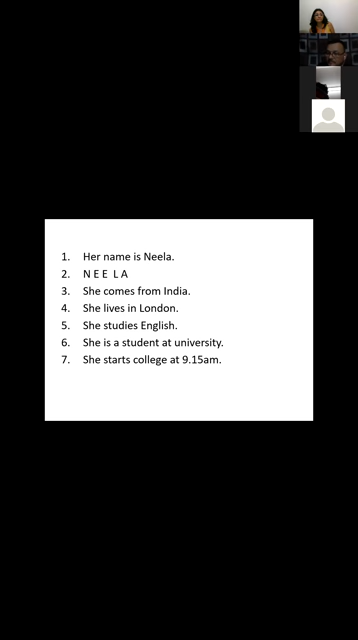 1. Her name is Neela.
2. N E E L A
3. She comes from India.
4. She lives in London.
5. She studies English.
6. She is a student at university.
7. She starts college at 9.15am.